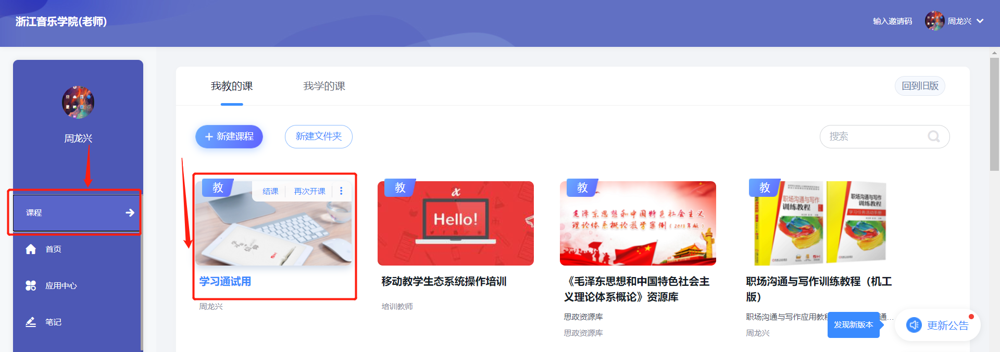 浙江音乐学院(老师)
输入邀请码
周龙兴
周龙兴
课程
首页
应用中心
笔记
我教的课
我学的课
回到旧版
+ 新建课程
新建文件夹
搜索
教
结课
再次开课
学习通试用
周龙兴
教
Hello!
移动教学生态系统操作培训
培训教师
教
毛泽东思想和中国特色社会主义
理论体系概论教学案例(2018年版)
《毛泽东思想和中国特色社会主
义理论体系概论》资源库
思政资源库
思政资源库
教
职场沟通与写作
训练教程
职场沟通与写作
训练教程
学习任务活动手册
职场沟通与写作训练教程（机工
版）
职场沟通与写作应用教程
通...
周龙兴
发现新版本
更新公告